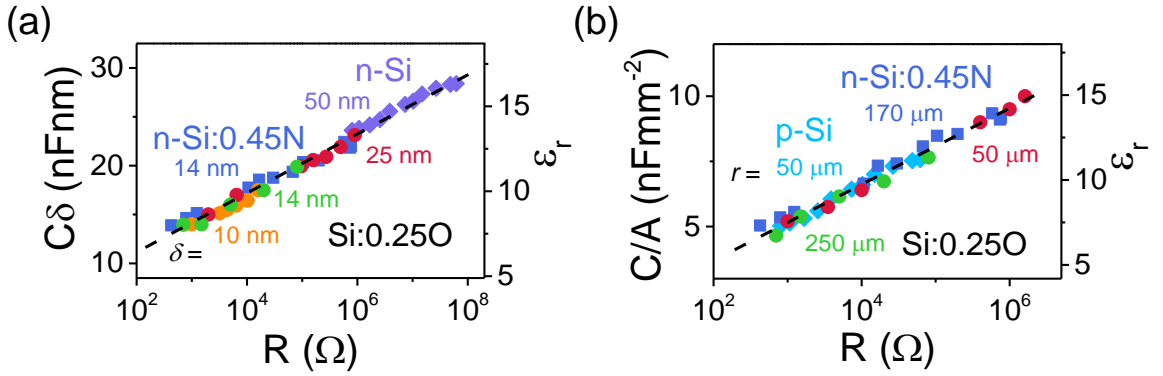 (a)
Cδ (nFnm)
30
20
10
n-Si
50 nm
n-Si:0.45N
14 nm
25 nm
14 nm
10 nm
δ =
Si:0.25O
15
10
5
εr
10² 10⁴ 10⁶ 10⁸
R (Ω)
(b)
C/A (nFmm⁻²)
10
5
n-Si:0.45N
170 μm
p-Si
50 μm
r =
50 μm
250 μm
Si:0.25O
15
10
5
εr
10² 10⁴ 10⁶
R (Ω)